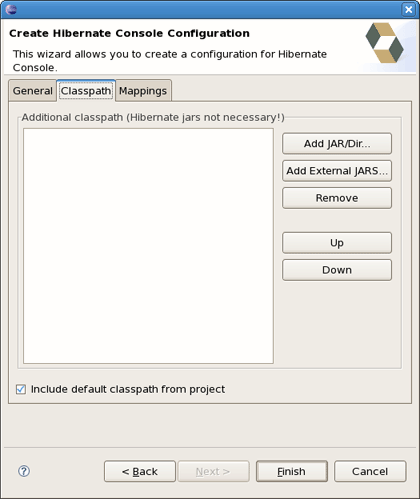 Create Hibernate Console Configuration
This wizard allows you to create a configuration for Hibernate
Console.
General Classpath Mappings
Additional classpath (Hibernate jars not necessary!)
Add JAR/Dir...
Add External JARS...
Remove
Up
Down
Include default classpath from project
? < Back Next > Finish Cancel